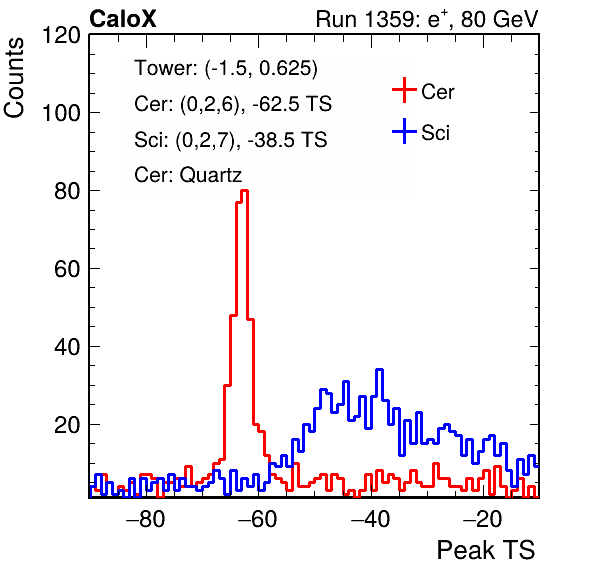 CaloX Run 1359: e⁺, 80 GeV
Counts
120
100
80
60
40
20
Tower: (-1.5, 0.625)
Cer: (0,2,6), -62.5 TS
Sci: (0,2,7), -38.5 TS
Cer: Quartz
Cer
Sci
−80 −60 −40 −20
Peak TS